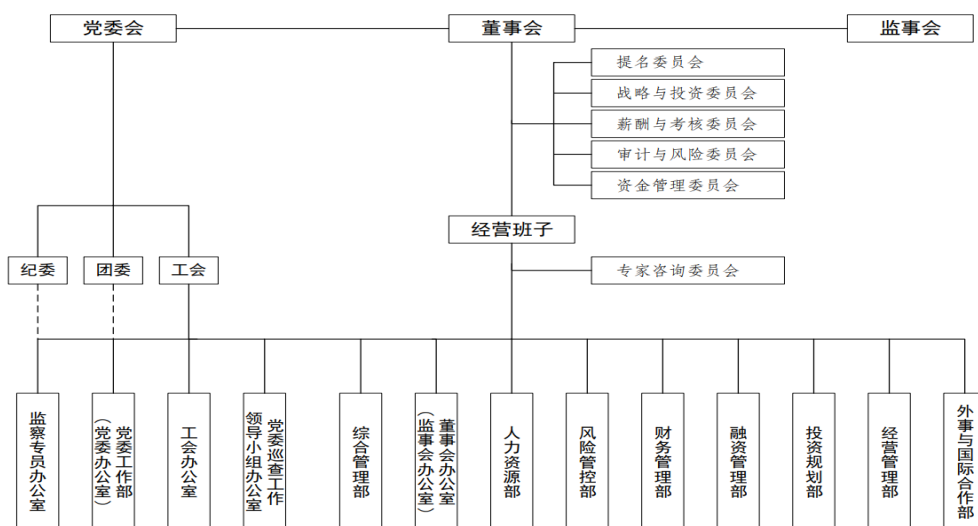 党委会
董事会
监事会
提名委员会
战略与投资委员会
薪酬与考核委员会
审计与风险委员会
资金管理委员会
经营班子
纪委
团委
工会
专家咨询委员会
监察专员办公室
党委工作部
（党委办公室）
工会办公室
党委巡查工作
领导小组办公室
综合管理部
董事会办公室
（监事会办公室）
人力资源部
风险管控部
财务管理部
融资管理部
投资规划部
经营管理部
外事与国际合作部